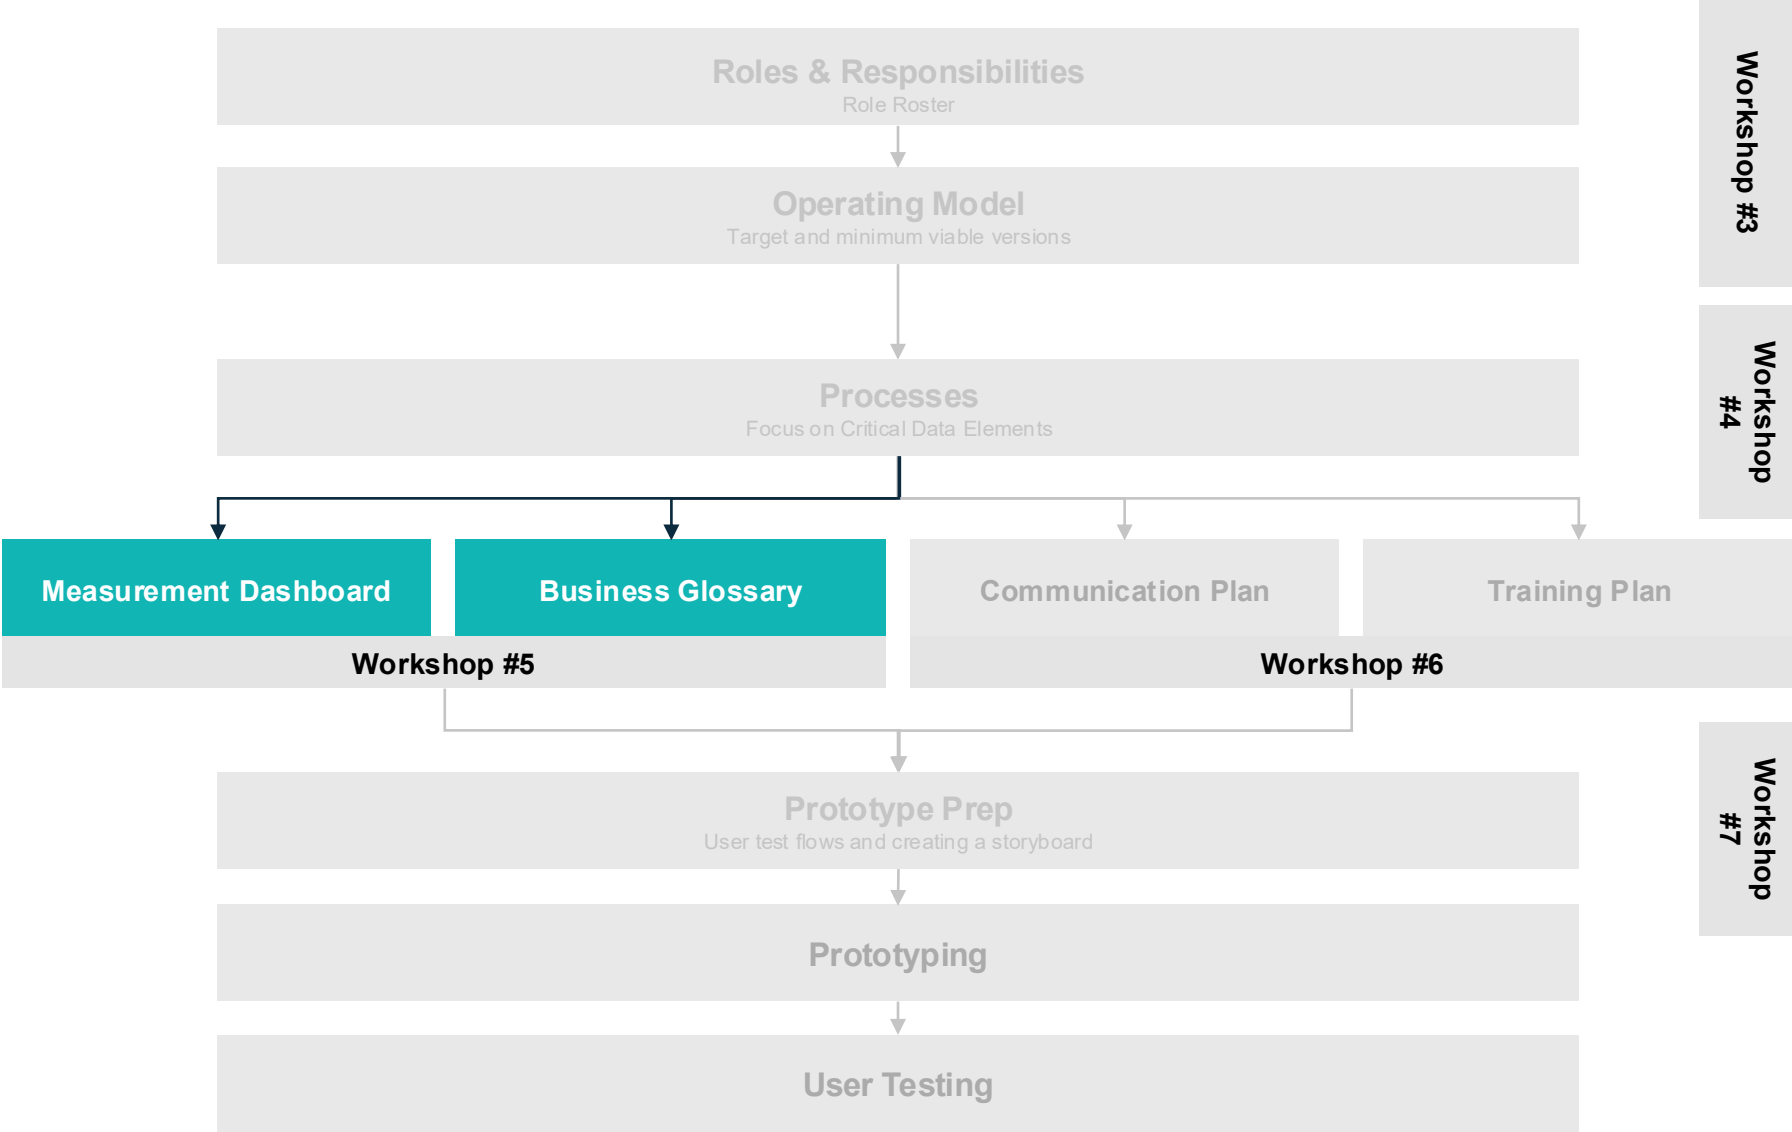 Roles & Responsibilities
Role Roster
Workshop #3
Operating Model
Target and minimum viable versions
Processes
Focus on Critical Data Elements
Workshop
#4
Measurement Dashboard
Business Glossary
Communication Plan
Training Plan
Workshop #5
Workshop #6
Prototype Prep
User test flows and creating a storyboard
Workshop
#7
Prototyping
User Testing